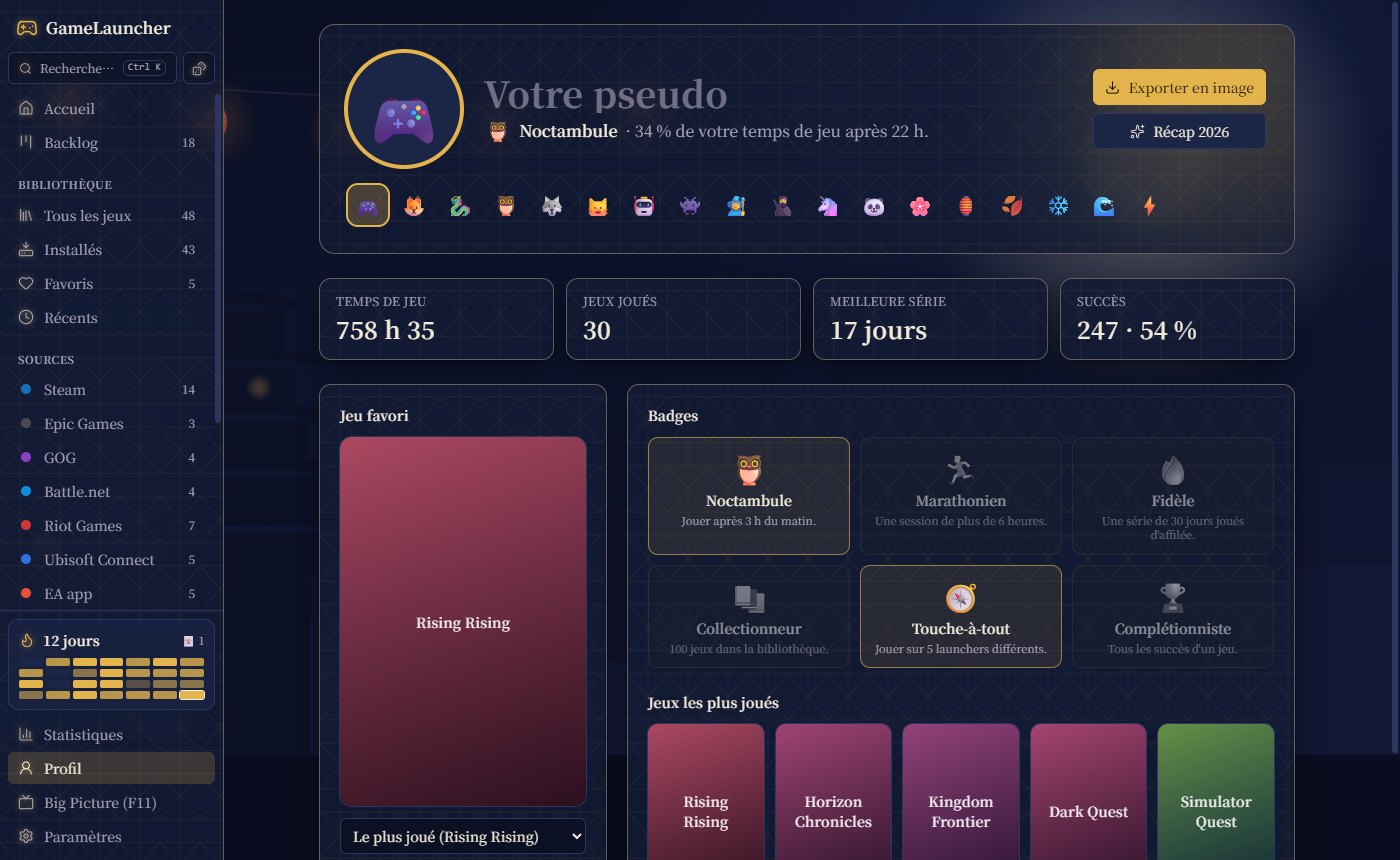 GameLauncher
Recherche··· Ctrl K
Accueil
Backlog 18
BIBLIOTHÈQUE
Tous les jeux 48
Installés 43
Favoris 5
Récents
SOURCES
Steam 14
Epic Games 3
GOG 4
Battle.net 4
Riot Games 7
Ubisoft Connect 5
EA app 5
12 jours 1
Statistiques
Profil
Big Picture (F11)
Paramètres
Votre pseudo
Noctambule · 34 % de votre temps de jeu après 22 h.
Exporter en image
Récap 2026
TEMPS DE JEU
758 h 35
JEUX JOUÉS
30
MEILLEURE SÉRIE
17 jours
SUCCÈS
247 · 54 %
Jeu favori
Rising Rising
Le plus joué (Rising Rising)
Badges
Noctambule
Jouer après 3 h du matin.
Marathonien
Une session de plus de 6 heures.
Fidèle
Une série de 30 jours joués
d'affilée.
Collectionneur
100 jeux dans la bibliothèque.
Touche-à-tout
Jouer sur 5 launchers différents.
Complétionniste
Tous les succès d'un jeu.
Jeux les plus joués
Rising
Rising
Horizon
Chronicles
Kingdom
Frontier
Dark Quest
Simulator
Quest